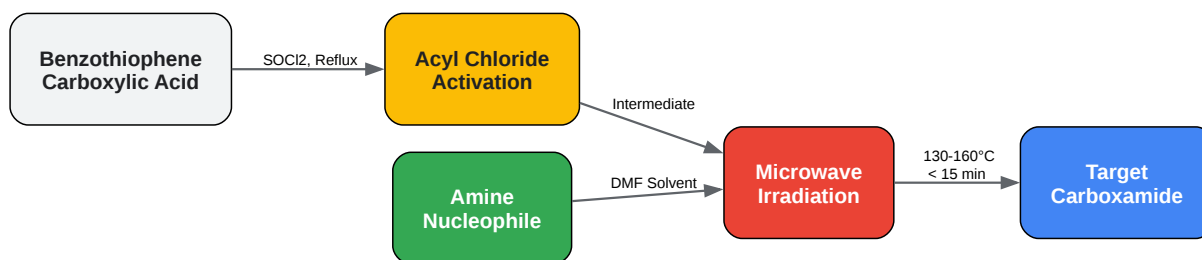 Benzothiophene
Carboxylic Acid
SOCl2, Reflux
Acyl Chloride
Activation
Intermediate
Amine
Nucleophile
DMF Solvent
Microwave
Irradiation
130-160°C
< 15 min
Target
Carboxamide